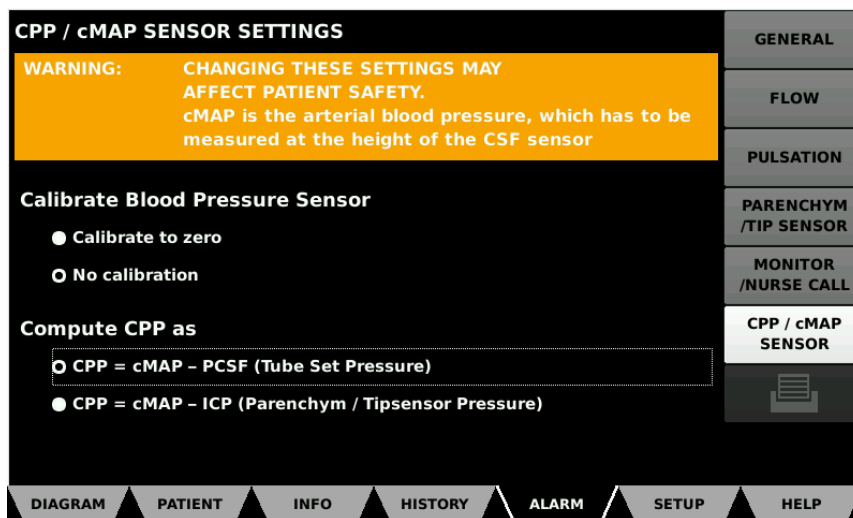 CPP / cMAP SENSOR SETTINGS
WARNING: CHANGING THESE SETTINGS MAY
AFFECT PATIENT SAFETY.
cMAP is the arterial blood pressure, which has to be
measured at the height of the CSF sensor
Calibrate Blood Pressure Sensor
Calibrate to zero
No calibration
Compute CPP as
CPP = cMAP – PCSF (Tube Set Pressure)
CPP = cMAP – ICP (Parenchym / Tipsensor Pressure)
GENERAL
FLOW
PULSATION
PARENCHYM
/TIP SENSOR
MONITOR
/NURSE CALL
CPP / cMAP
SENSOR
DIAGRAM PATIENT INFO HISTORY ALARM SETUP HELP